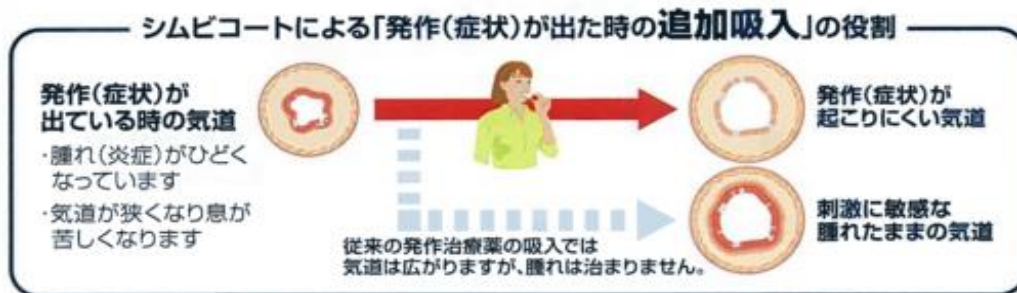 シムビコートによる「発作(症状)が出た時の追加吸入」の役割
発作(症状)が
出ている時の気道
・腫れ(炎症)がひどく
なっています
・気道が狭くなり息が
苦しくなります
従来の発作治療薬の吸入では
気道は広がりますが、腫れは治まりません。
発作(症状)が
起こりにくい気道
刺激に敏感な
腫れたままの気道